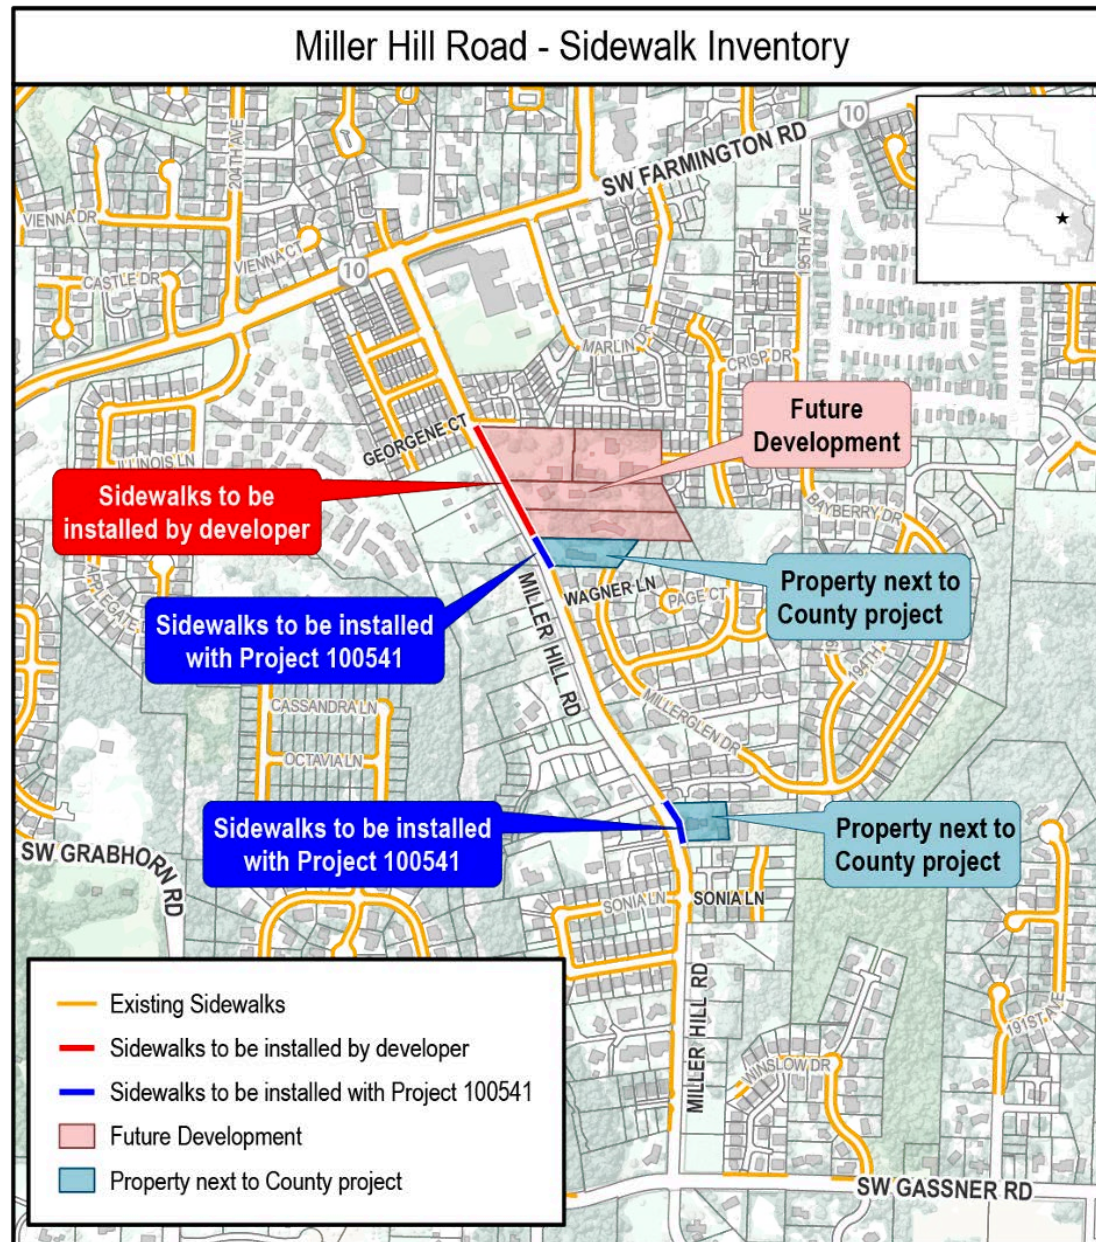 Miller Hill Road - Sidewalk Inventory
10
SW FARMINGTON RD
204TH AVE
VIENNA DR
VIENNA CT
10
CASTLE DR
195TH AVE
MARLIN DR
CRISP DR
Future
Development
GEORGENE CT
ILLINOIS LN
Sidewalks to be
installed by developer
BAYBERRY DR
Property next to
County project
WAGNER LN
PAGE CT
Sidewalks to be installed
with Project 100541
MILLER HILL RD
194TH
MILLERGLEN DR
CASSANDRA LN
OCTAVIA LN
Sidewalks to be installed
with Project 100541
Property next to
County project
SW GRABHORN RD
SONIA LN
SONIA LN
MILLER HILL RD
191ST AVE
WINSLOW DR
SW GASSNER RD
Existing Sidewalks
Sidewalks to be installed by developer
Sidewalks to be installed with Project 100541
Future Development
Property next to County project